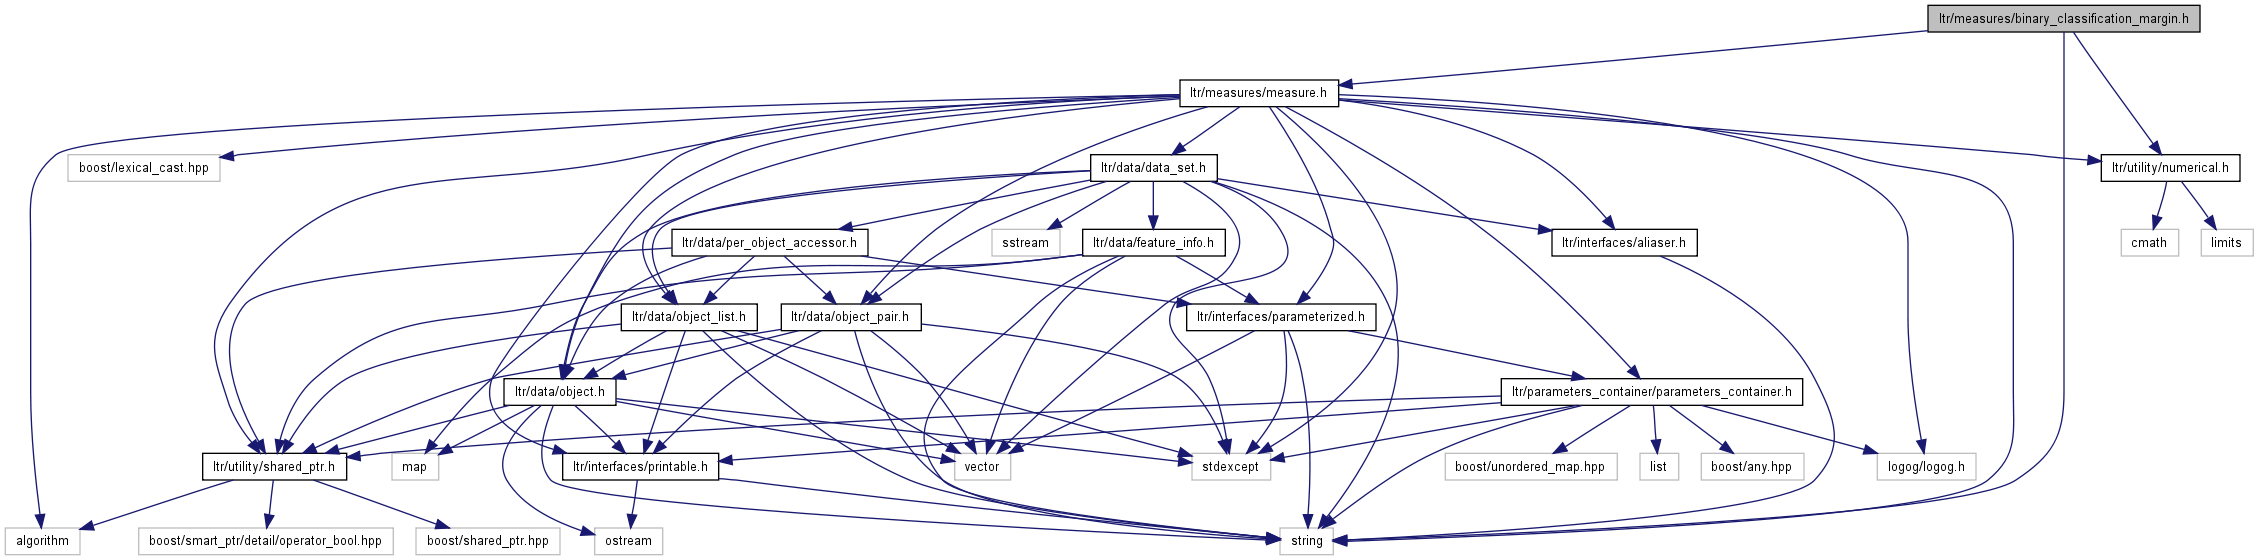 ltr/measures/binary_classification_margin.h
ltr/measures/measure.h
boost/lexical_cast.hpp
ltr/data/data_set.h
ltr/utility/numerical.h
ltr/data/per_object_accessor.h
sstream
ltr/data/feature_info.h
ltr/interfaces/aliaser.h
cmath
limits
ltr/data/object_list.h
ltr/data/object_pair.h
ltr/interfaces/parameterized.h
ltr/data/object.h
ltr/parameters_container/parameters_container.h
ltr/utility/shared_ptr.h
map
ltr/interfaces/printable.h
vector
stdexcept
boost/unordered_map.hpp
list
boost/any.hpp
logog/logog.h
algorithm
boost/smart_ptr/detail/operator_bool.hpp
boost/shared_ptr.hpp
ostream
string